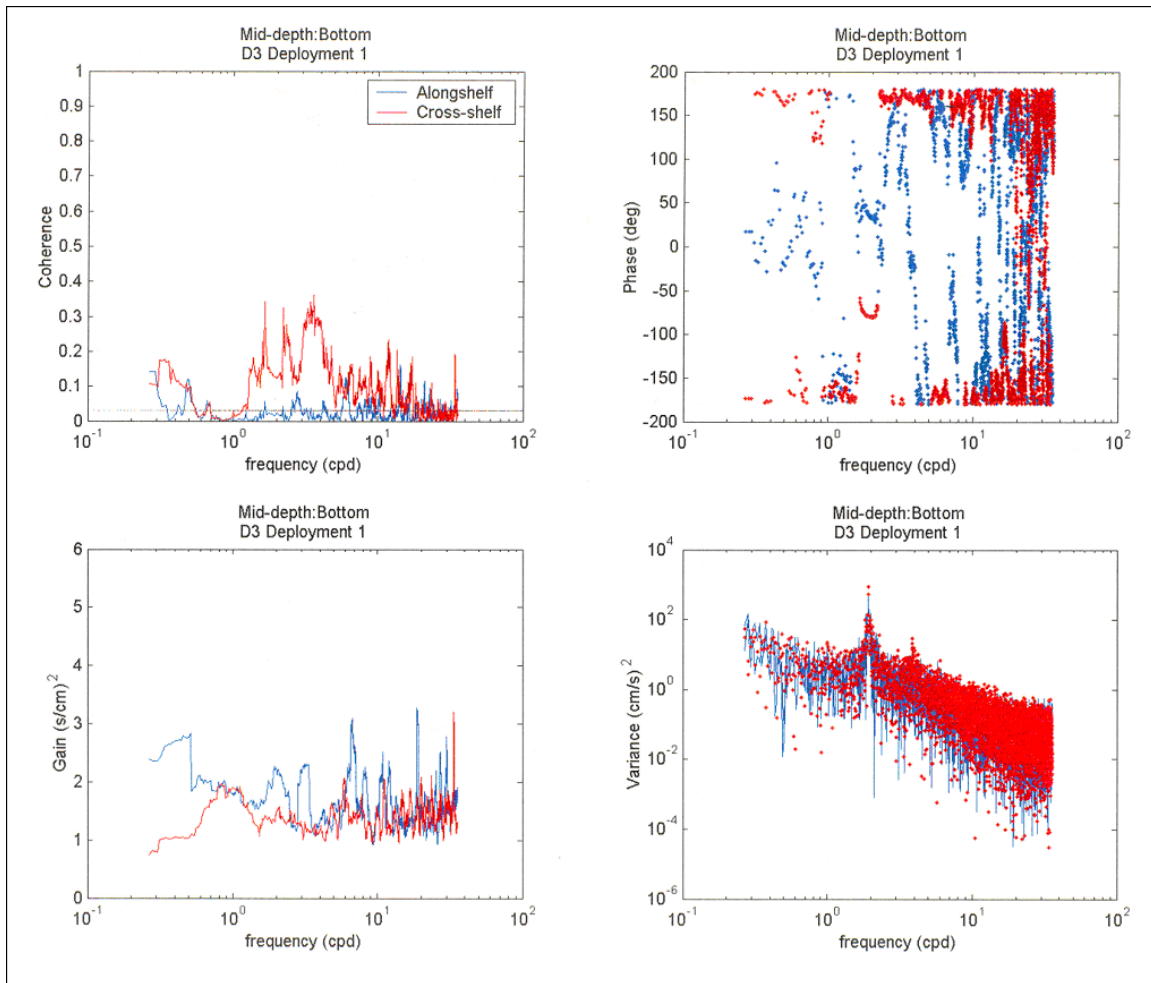 Mid-depth:Bottom
D3 Deployment 1
1
0.9
0.8
0.7
0.6
0.5
0.4
0.3
0.2
0.1
0
Coherence
Alongshelf
Cross-shelf
10^-1
10^0
10^1
10^2
frequency (cpd)
Mid-depth:Bottom
D3 Deployment 1
200
150
100
50
0
-50
-100
-150
-200
Phase (deg)
10^-1
10^0
10^1
10^2
frequency (cpd)
Mid-depth:Bottom
D3 Deployment 1
6
5
4
3
2
1
0
Gain (s/cm)^2
10^-1
10^0
10^1
10^2
frequency (cpd)
Mid-depth:Bottom
D3 Deployment 1
10^4
10^2
10^0
10^-2
10^-4
10^-6
Variance (cm/s)^2
10^-1
10^0
10^1
10^2
frequency (cpd)